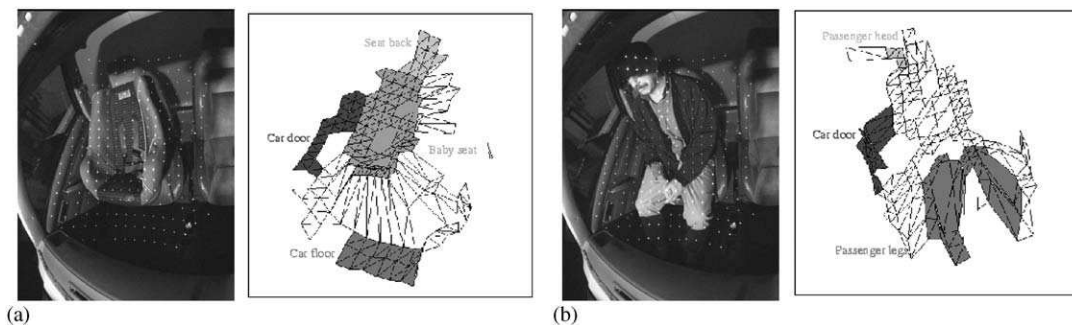 Seat back
Car door
Baby seat
Car floor
(a)
Passenger head
Car door
Passenger legs
(b)